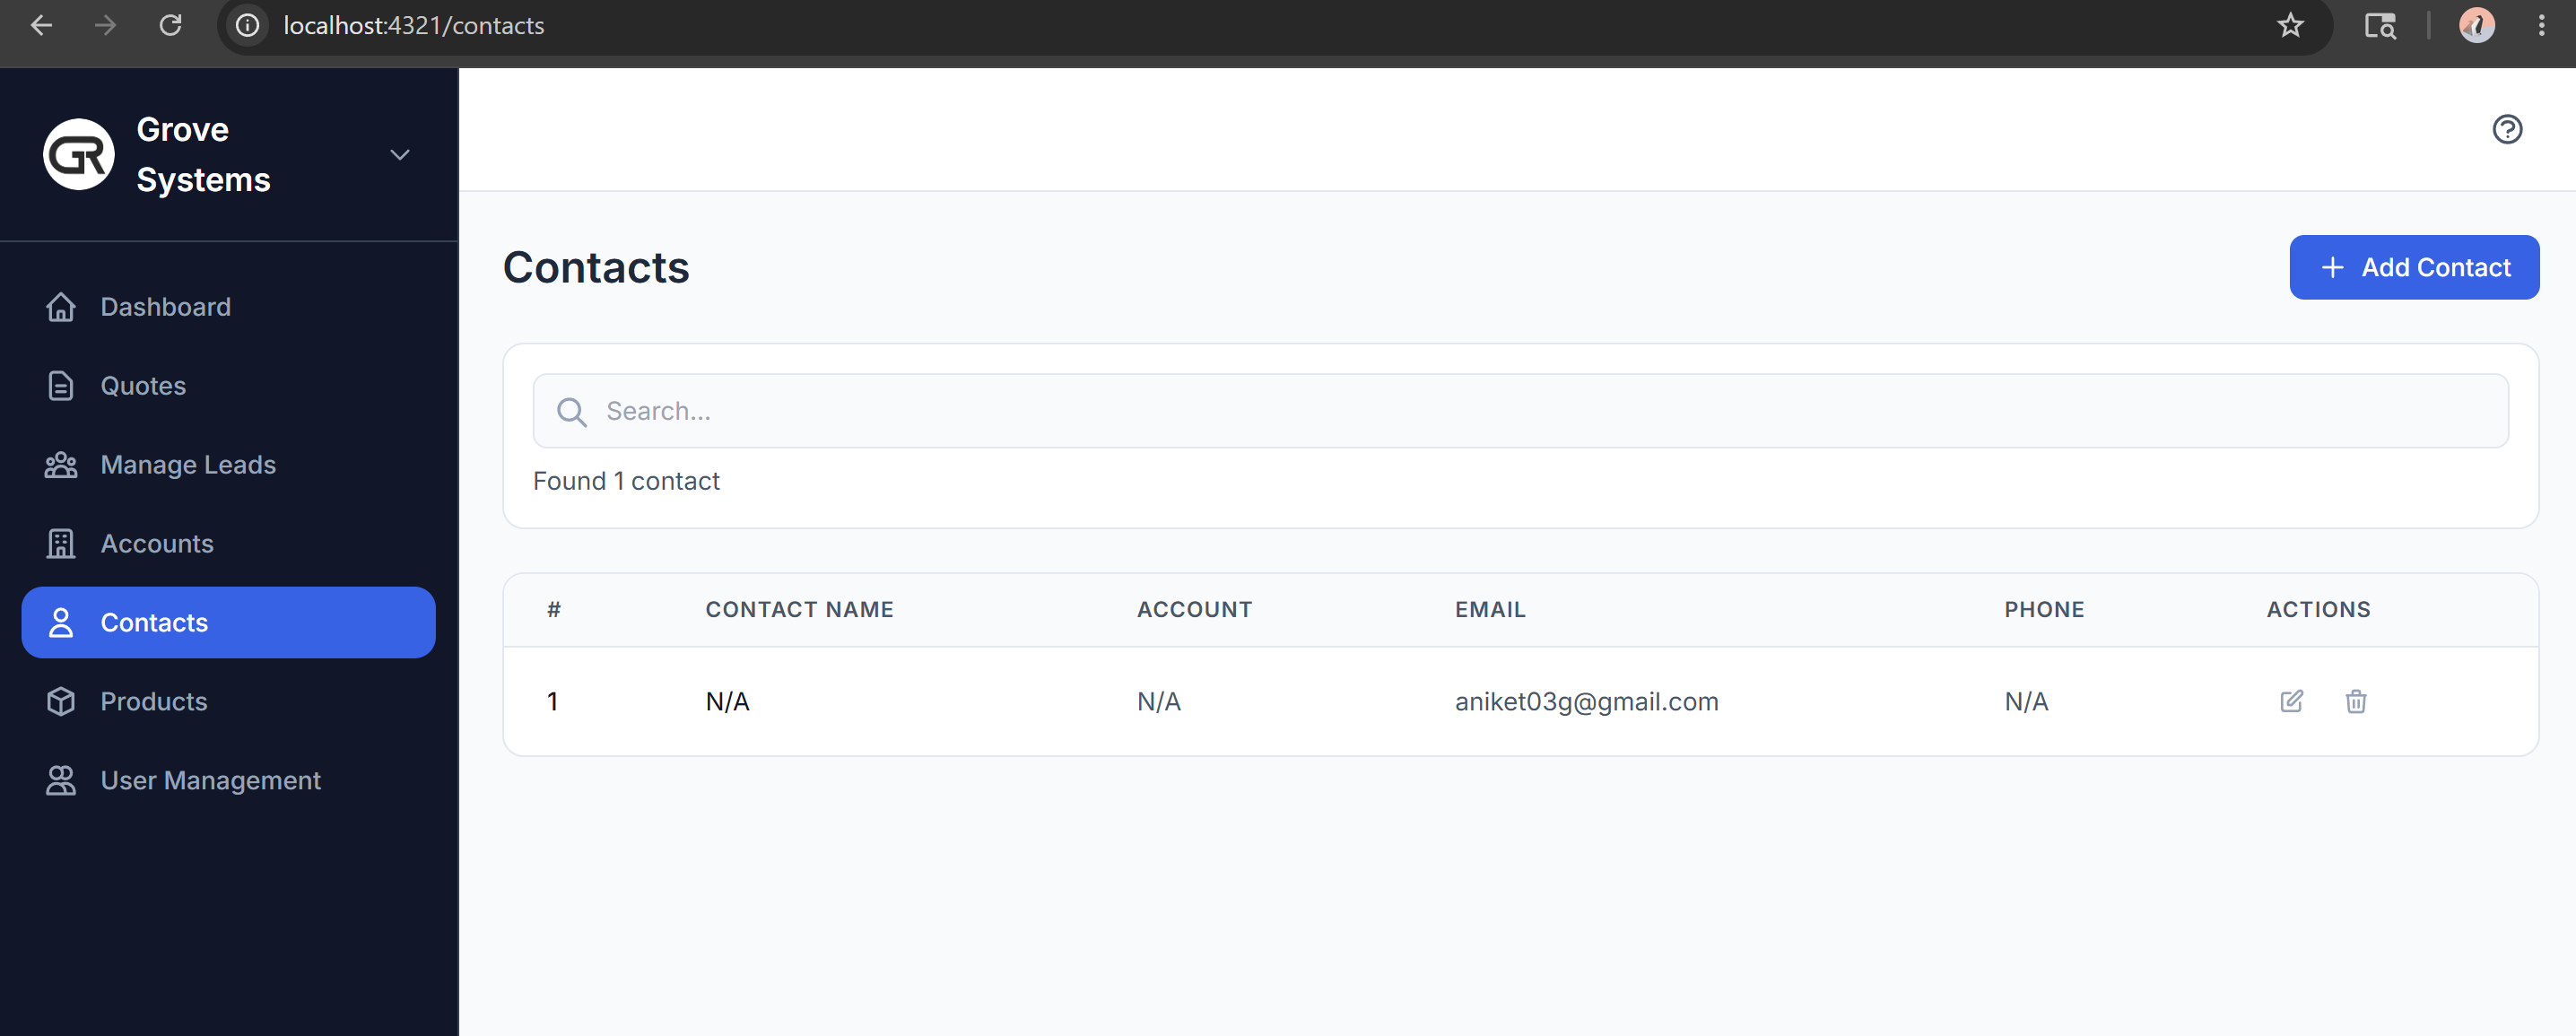 localhost:4321/contacts
GR
Grove
Systems
Dashboard
Quotes
Manage Leads
Accounts
Contacts
Products
User Management
Contacts
Add Contact
Search...
Found 1 contact
# CONTACT NAME ACCOUNT EMAIL PHONE ACTIONS
1 N/A N/A aniket03g@gmail.com N/A